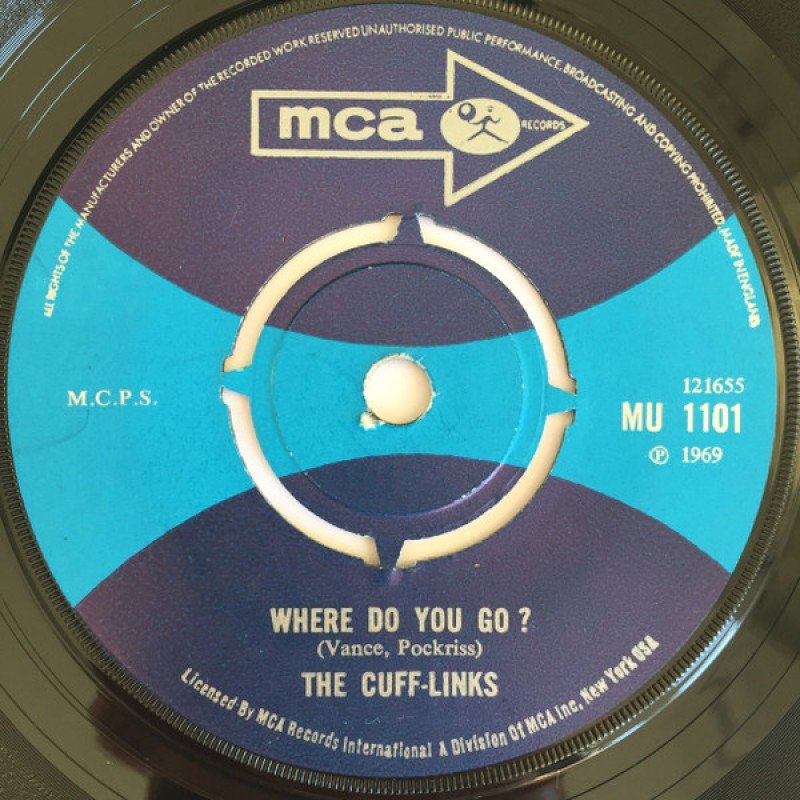 ALL RIGHTS OF THE MANUFACTURERS AND OWNER OF THE RECORDED WORK RESERVED UNAUTHORISED PUBLIC PERFORMANCE, BROADCASTING AND COPYING PROHIBITED, MADE IN ENGLAND
mca RECORDS
M.C.P.S.
121655
MU 1101
℗ 1969
WHERE DO YOU GO ?
(Vance, Pockriss)
THE CUFF-LINKS
Licensed By MCA Records International A Division Of MCA Inc. New York USA